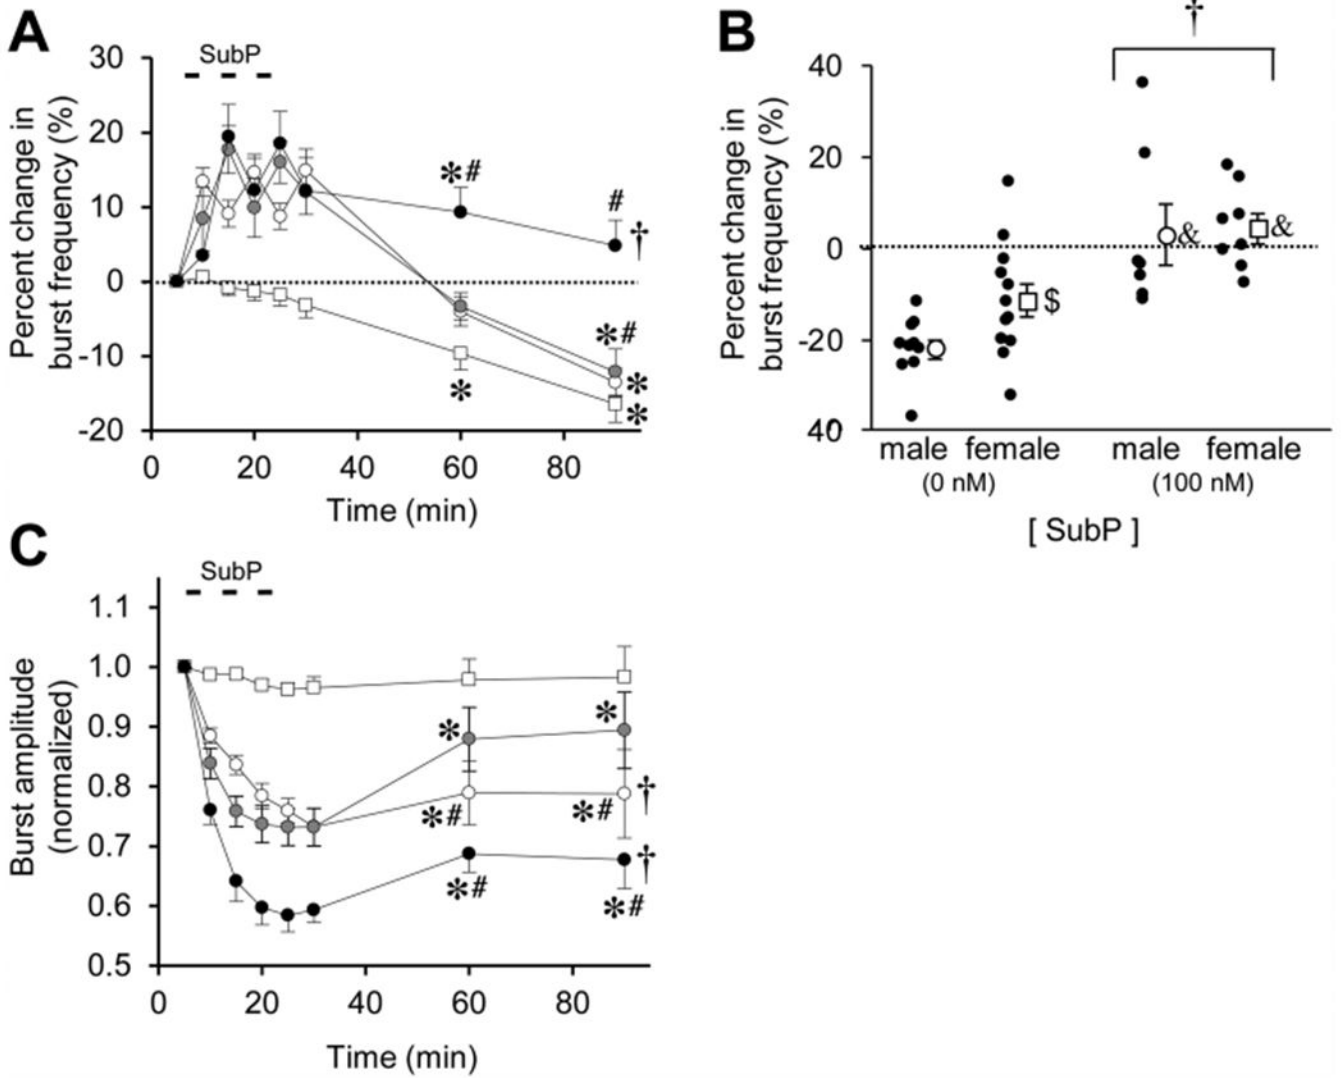 A
SubP
30
20
10
0
-10
-20
Percent change in
burst frequency (%)
*#
#
†
*
*#
*
*
0 20 40 60 80
Time (min)
B
†
40
20
0
-20
40
Percent change in
burst frequency (%)
$
&
&
male female male female
(0 nM) (100 nM)
[ SubP ]
C
SubP
1.1
1.0
0.9
0.8
0.7
0.6
0.5
Burst amplitude
(normalized)
*
*
*#
*#
†
*#
†
*#
0 20 40 60 80
Time (min)